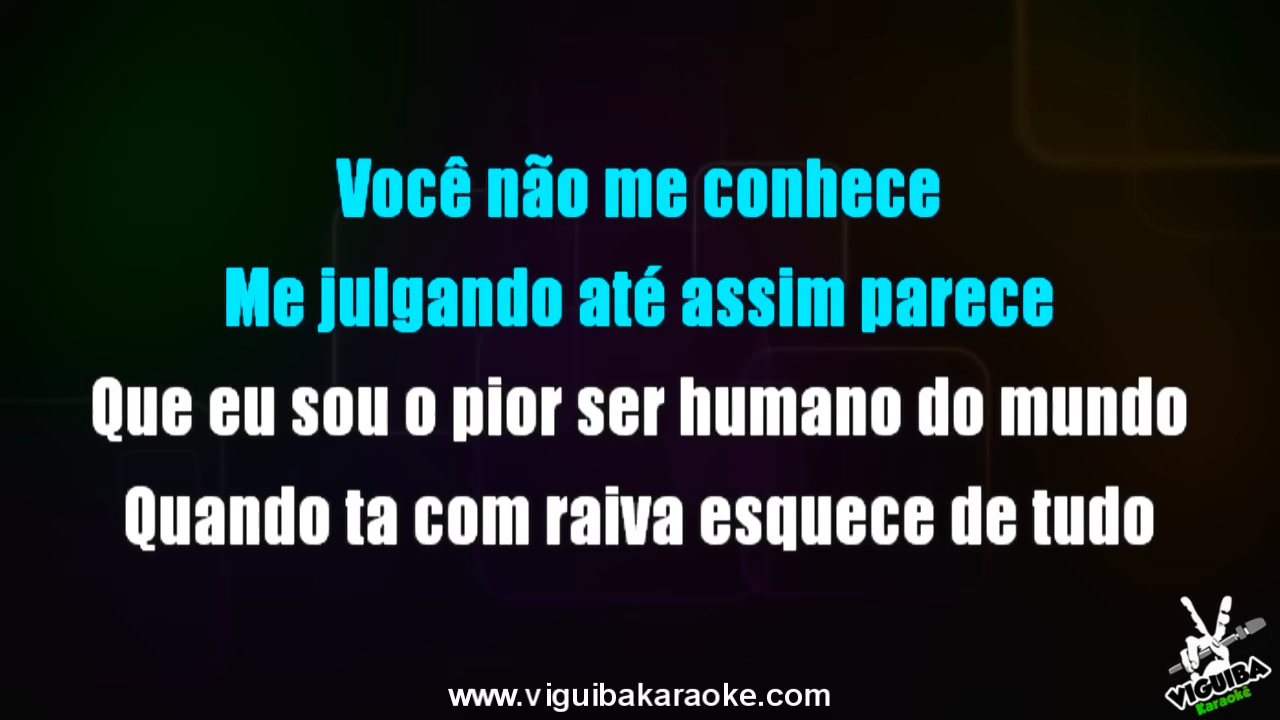 Você não me conhece
Me julgando até assim parece
Que eu sou o pior ser humano do mundo
Quando ta com raiva esquece de tudo
VIGUIBA
Karaokê
www.viguibakaraoke.com